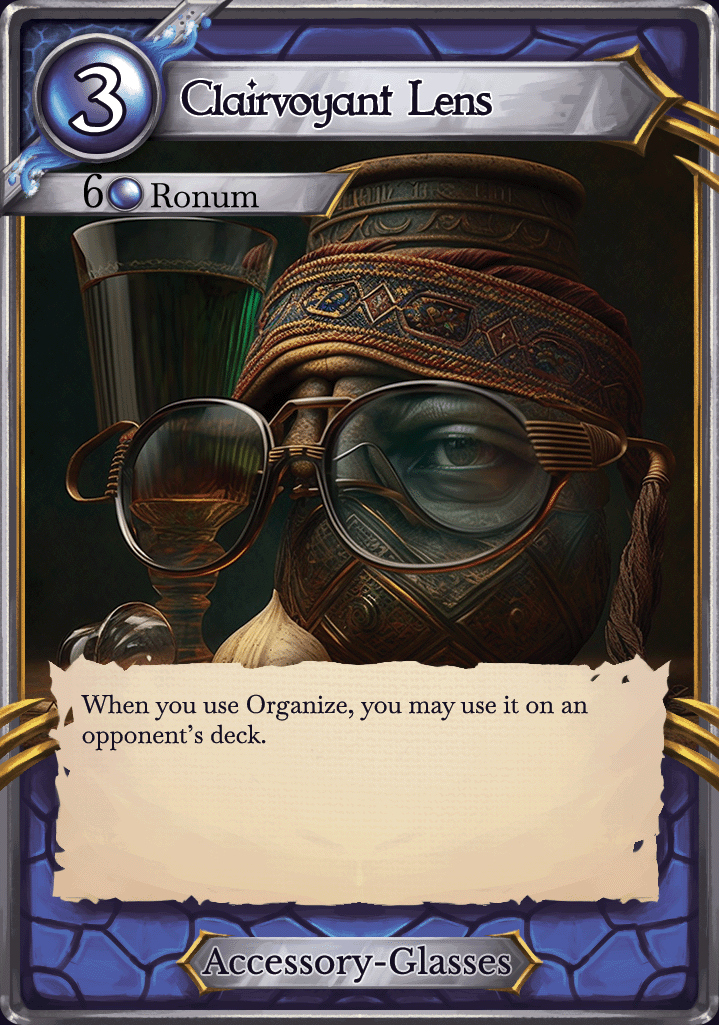 3
Clairvoyant Lens
6 Ronum
When you use Organize, you may use it on an
opponent's deck.
Accessory-Glasses